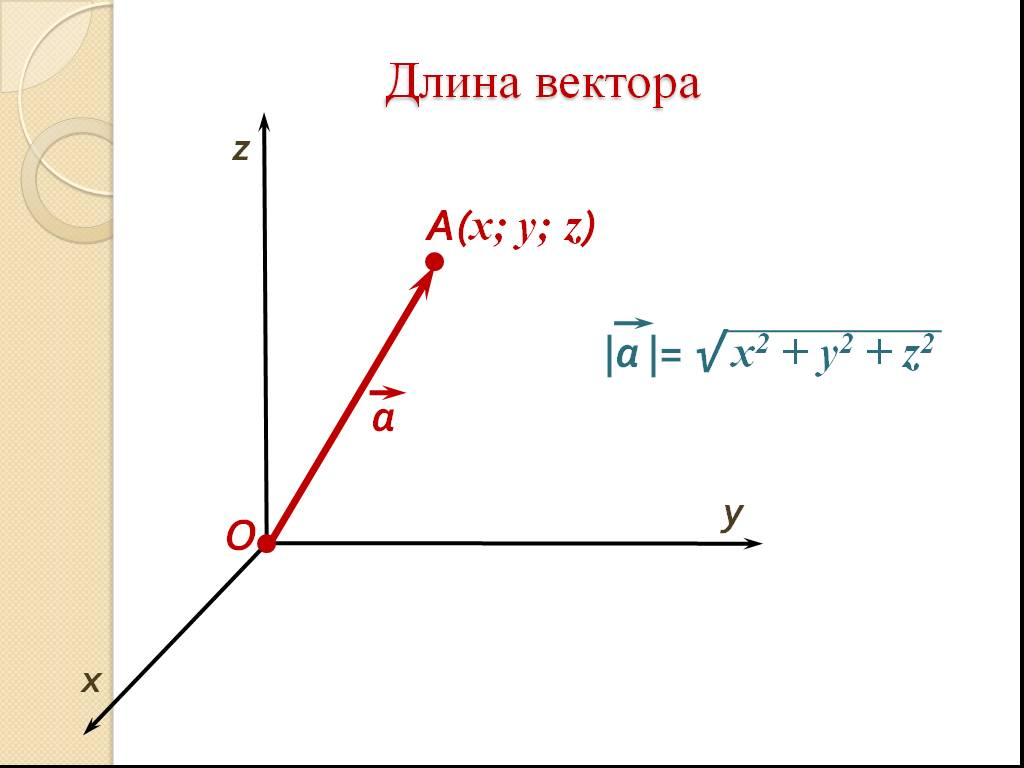 Длина вектора
z
A(x; y; z)
|a⃗| = √x² + y² + z²
a⃗
y
O
x